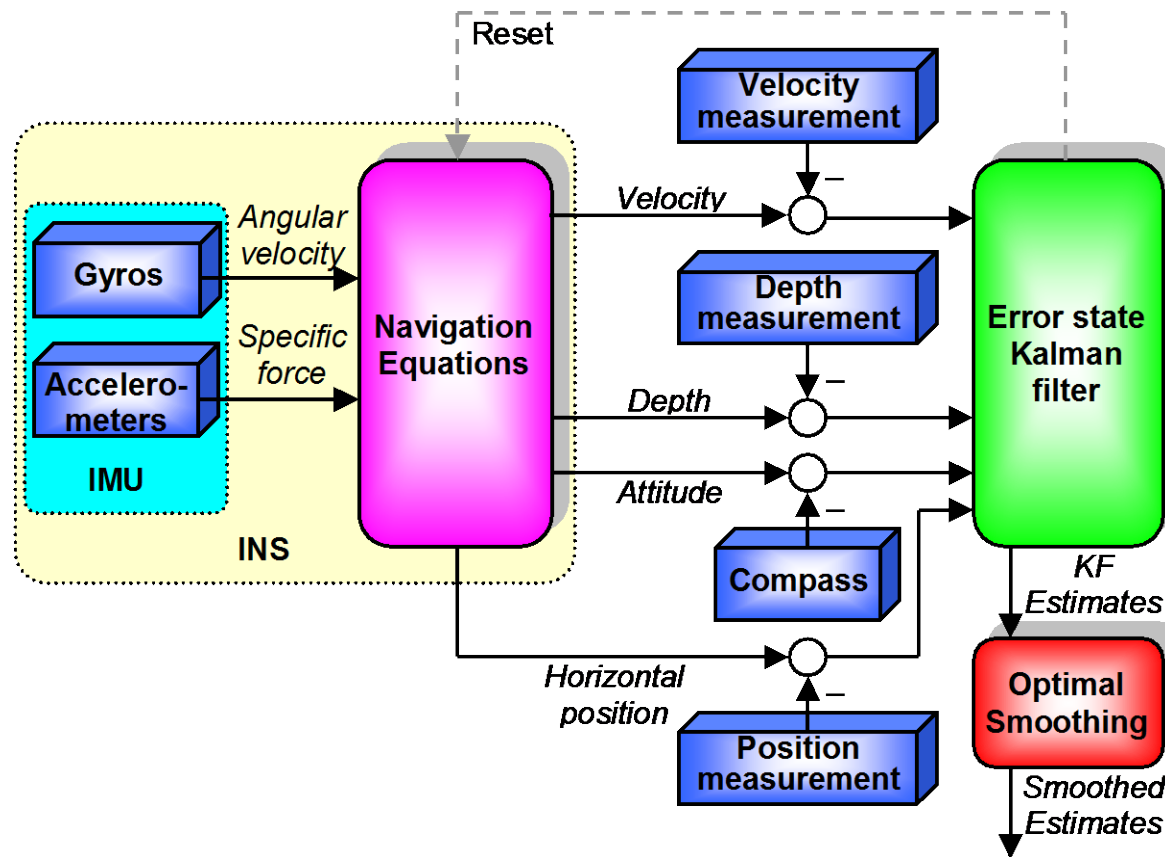 Reset
Velocity
measurement
Angular
velocity
Velocity
–
Gyros
Depth
measurement
Navigation
Equations
Error state
Kalman
filter
Specific
force
Accelero-
meters
–
Depth
IMU
Attitude
–
INS
Compass
KF
Estimates
Horizontal
position
–
Optimal
Smoothing
Position
measurement
Smoothed
Estimates